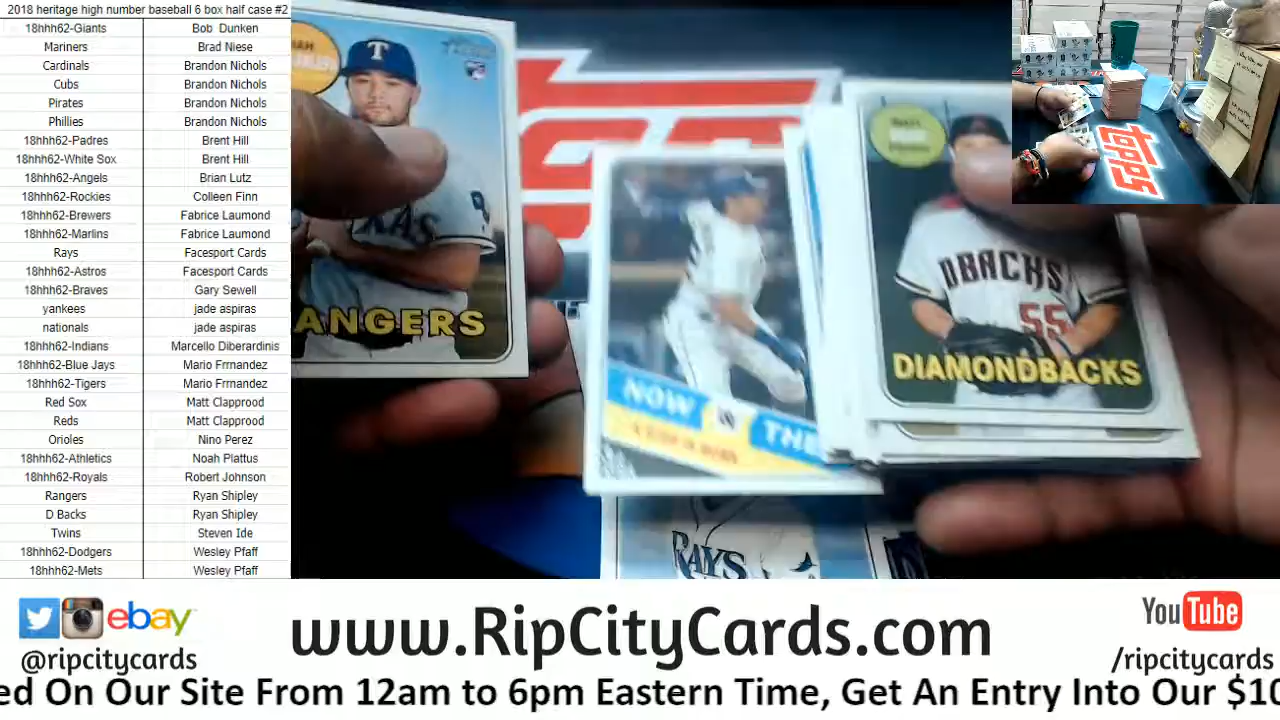 2018 heritage high number baseball 6 box half case #2
18hhh62-Giants Bob Dunken
Mariners Brad Niese
Cardinals Brandon Nichols
Cubs Brandon Nichols
Pirates Brandon Nichols
Phillies Brandon Nichols
18hhh62-Padres Brent Hill
18hhh62-White Sox Brent Hill
18hhh62-Angels Brian Lutz
18hhh62-Rockies Colleen Finn
18hhh62-Brewers Fabrice Laumond
18hhh62-Marlins Fabrice Laumond
Rays Facesport Cards
18hhh62-Astros Facesport Cards
18hhh62-Braves Gary Sewell
yankees jade aspiras
nationals jade aspiras
18hhh62-Indians Marcello Diberardinis
18hhh62-Blue Jays Mario Frrnandez
18hhh62-Tigers Mario Frrnandez
Red Sox Matt Clapprood
Reds Matt Clapprood
Orioles Nino Perez
18hhh62-Athletics Noah Plattus
18hhh62-Royals Robert Johnson
Rangers Ryan Shipley
D Backs Ryan Shipley
Twins Steven Ide
18hhh62-Dodgers Wesley Pfaff
18hhh62-Mets Wesley Pfaff
T
EXAS
ANGERS
NOW & THE
RAYS
DBACKS
55
DIAMONDBACKS
topps
ebay
@ripcitycards
www.RipCityCards.com
YouTube
/ripcitycards
ed On Our Site From 12am to 6pm Eastern Time, Get An Entry Into Our $10